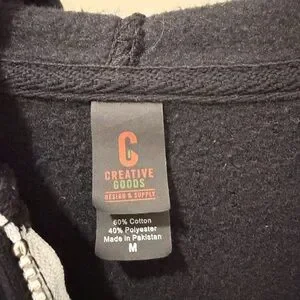 C
CREATIVE
GOODS
DESIGN & SUPPLY
60% Cotton
40% Polyester
Made in Pakistan
M